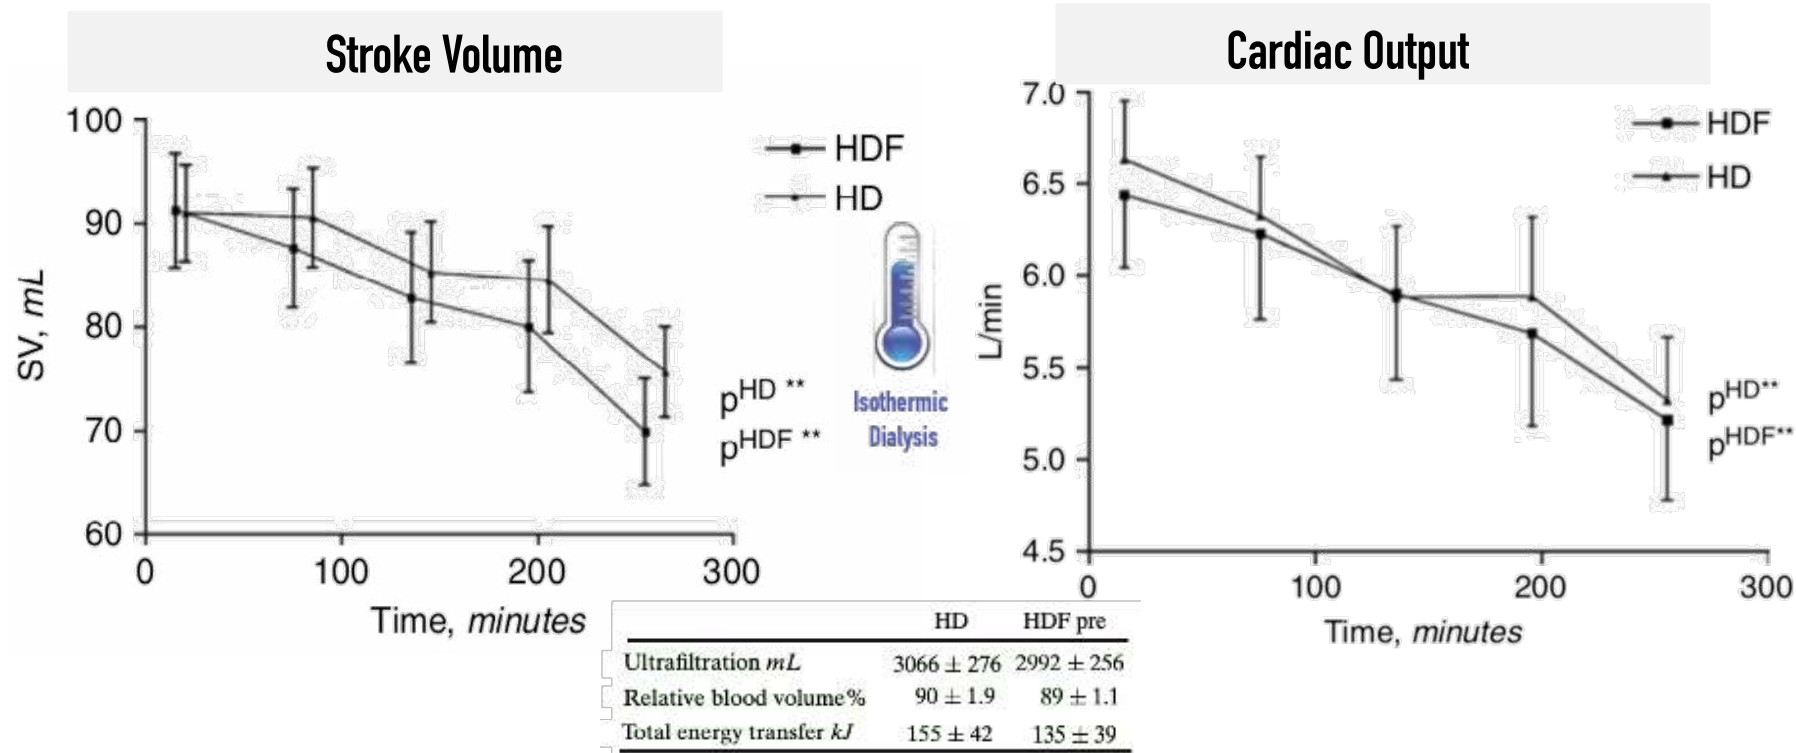 Stroke Volume
100
90
80
70
60
SV, mL
0 100 200 300
Time, minutes
HDF
HD
pHD **
pHDF **
Isothermic
Dialysis
Cardiac Output
7.0
6.5
6.0
5.5
5.0
4.5
L/min
0 100 200 300
Time, minutes
HDF
HD
pHD**
pHDF**
HD HDF pre
Ultrafiltration mL 3066 ± 276 2992 ± 256
Relative blood volume% 90 ± 1.9 89 ± 1.1
Total energy transfer kJ 155 ± 42 135 ± 39